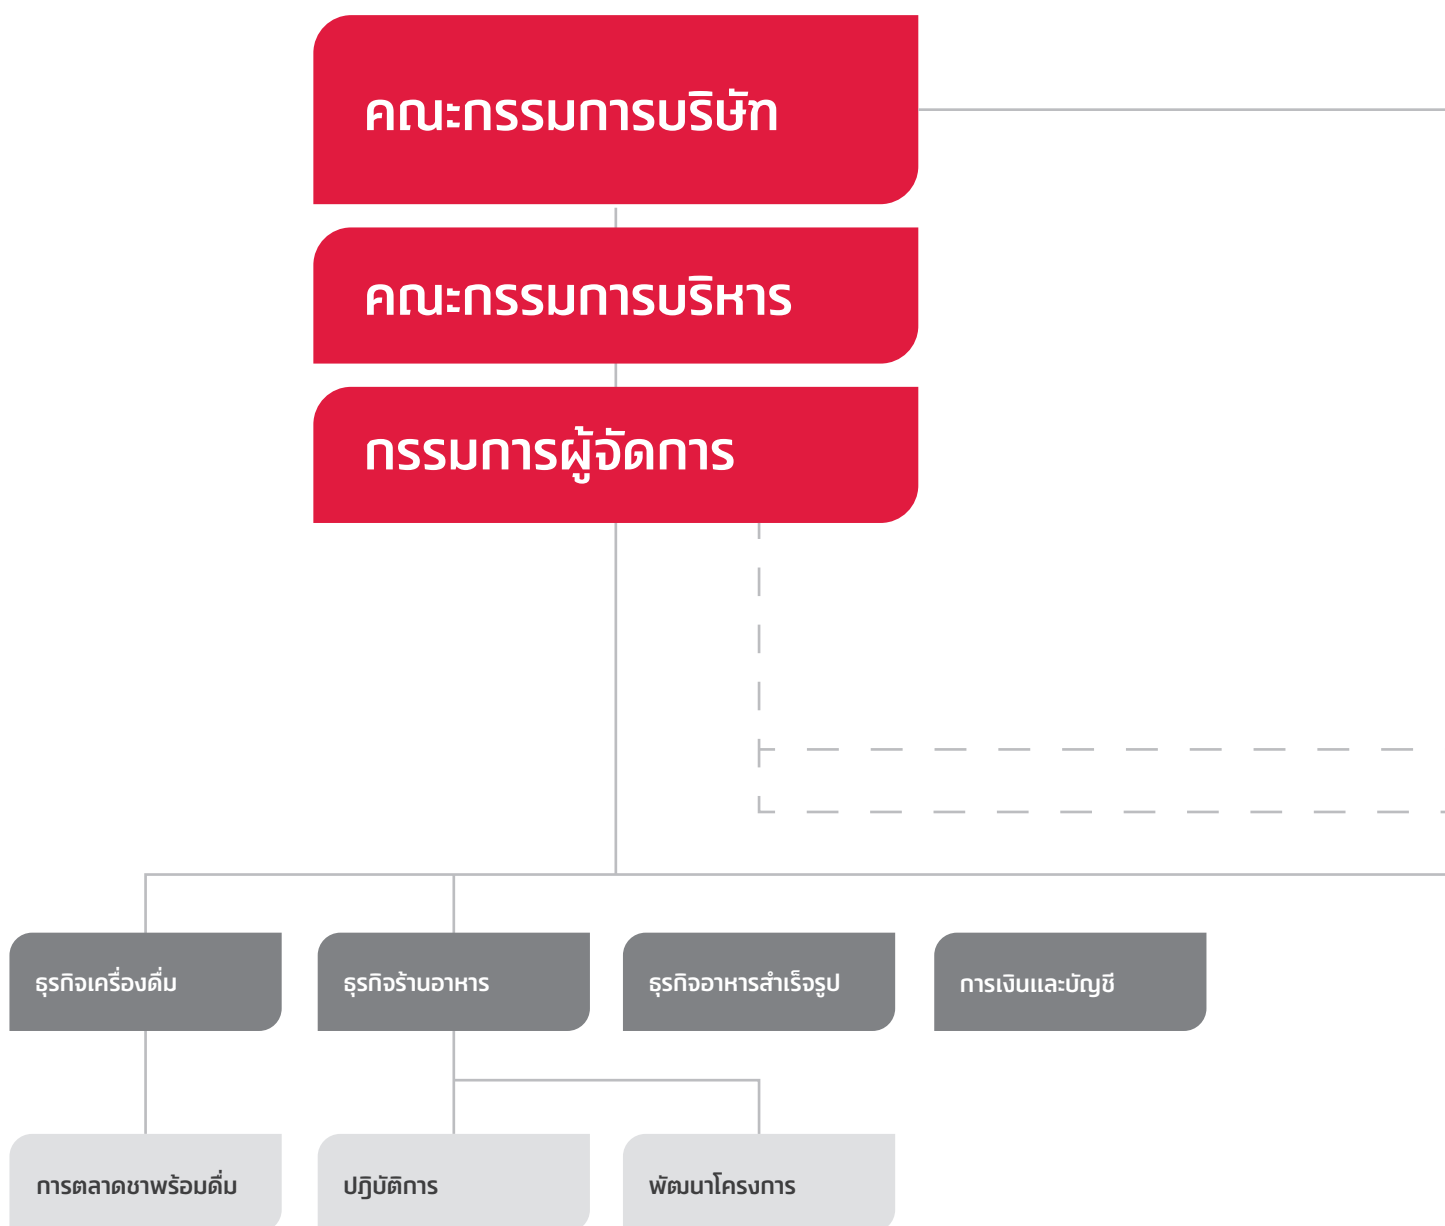 คณะกรรมการบริษัท
คณะกรรมการบริหาร
กรรมการผู้จัดการ
ธุรกิจเครื่องดื่ม
ธุรกิจร้านอาหาร
ธุรกิจอาหารสำเร็จรูป
การเงินและบัญชี
การตลาดชาพร้อมดื่ม
ปฏิบัติการ
พัฒนาโครงการ